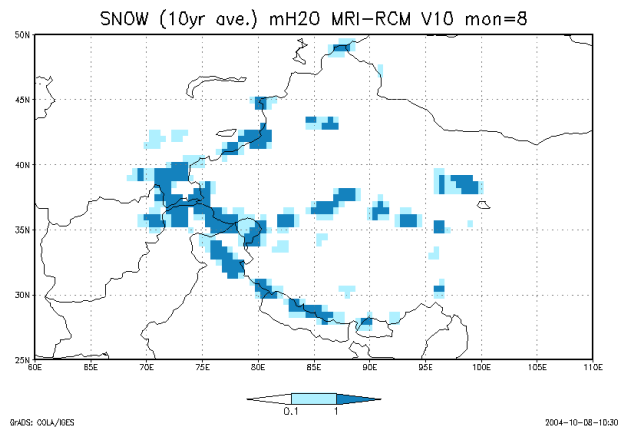 SNOW (10yr ave.) mH2O MRI-RCM V10 mon=8
50N
45N
40N
35N
30N
25N
60E 65E 70E 75E 80E 85E 90E 95E 100E 105E 110E
0.1 1
GrADS: COLA/IGES 2004-10-08-10:30